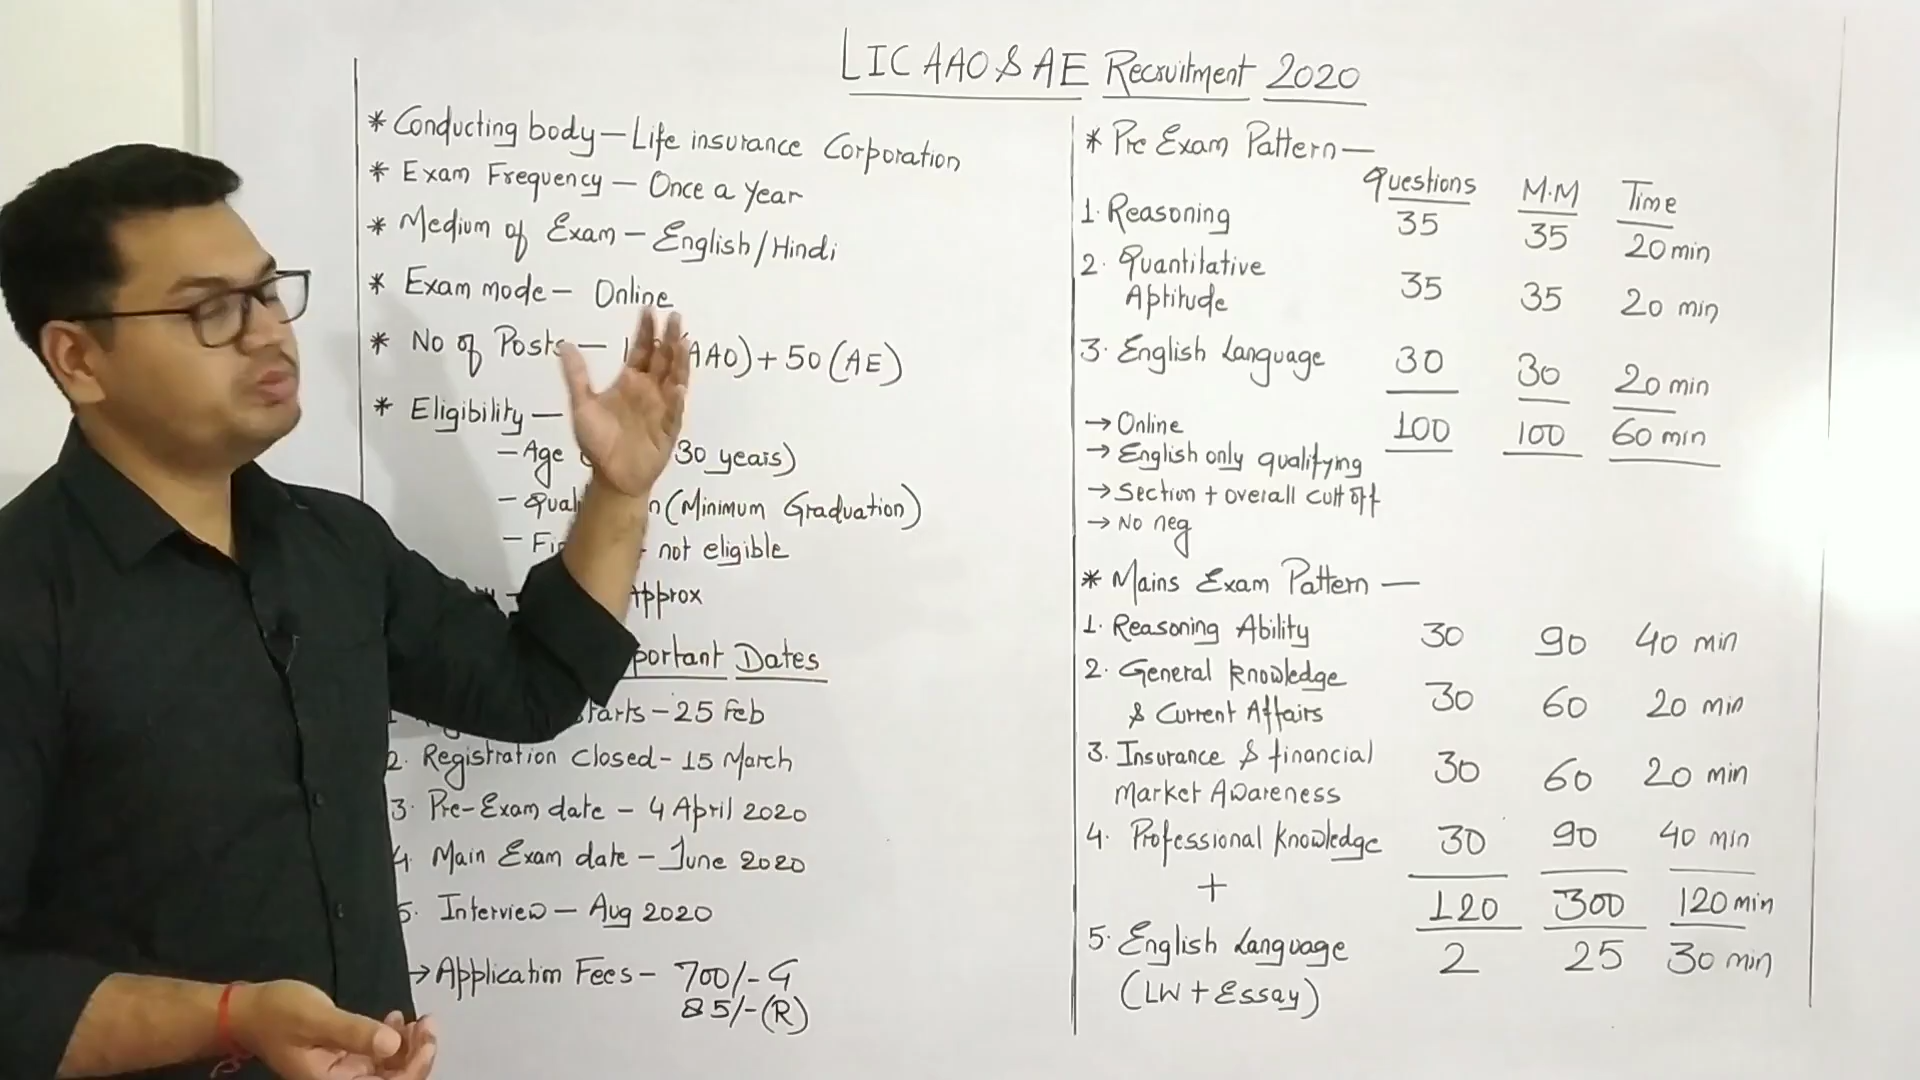 LIC AAO & AE Recruitment 2020
* Conducting body — Life insurance Corporation
* Exam Frequency — Once a year
* Medium of Exam — English/Hindi
* Exam mode — Online
* No of Posts — AAO) + 50 (AE)
* Eligibility —
— Age 30 years)
— (Minimum Graduation)
— not eligible
Approx
Dates
— 25 Feb
2. Registration Closed - 15 March
3. Pre-Exam date - 4 April 2020
4. Main Exam date - June 2020
5. Interview — Aug 2020
→ Application Fees - 700/- G
85/- (R)
* Pre Exam Pattern —
Questions M.M Time
1. Reasoning 35 35 20 min
2. Quantitative
Aptitude 35 35 20 min
3. English Language 30 30 20 min
100 100 60 min
→ Online
→ English only qualifying
→ Section + overall cutt off
→ No neg
* Mains Exam Pattern —
1. Reasoning Ability 30 90 40 min
2. General knowledge
& Current Affairs 30 60 20 min
3. Insurance & financial
Market Awareness 30 60 20 min
4. Professional knowledge 30 90 40 min
+
120 300 120 min
5. English Language 2 25 30 min
(LW + Essay)